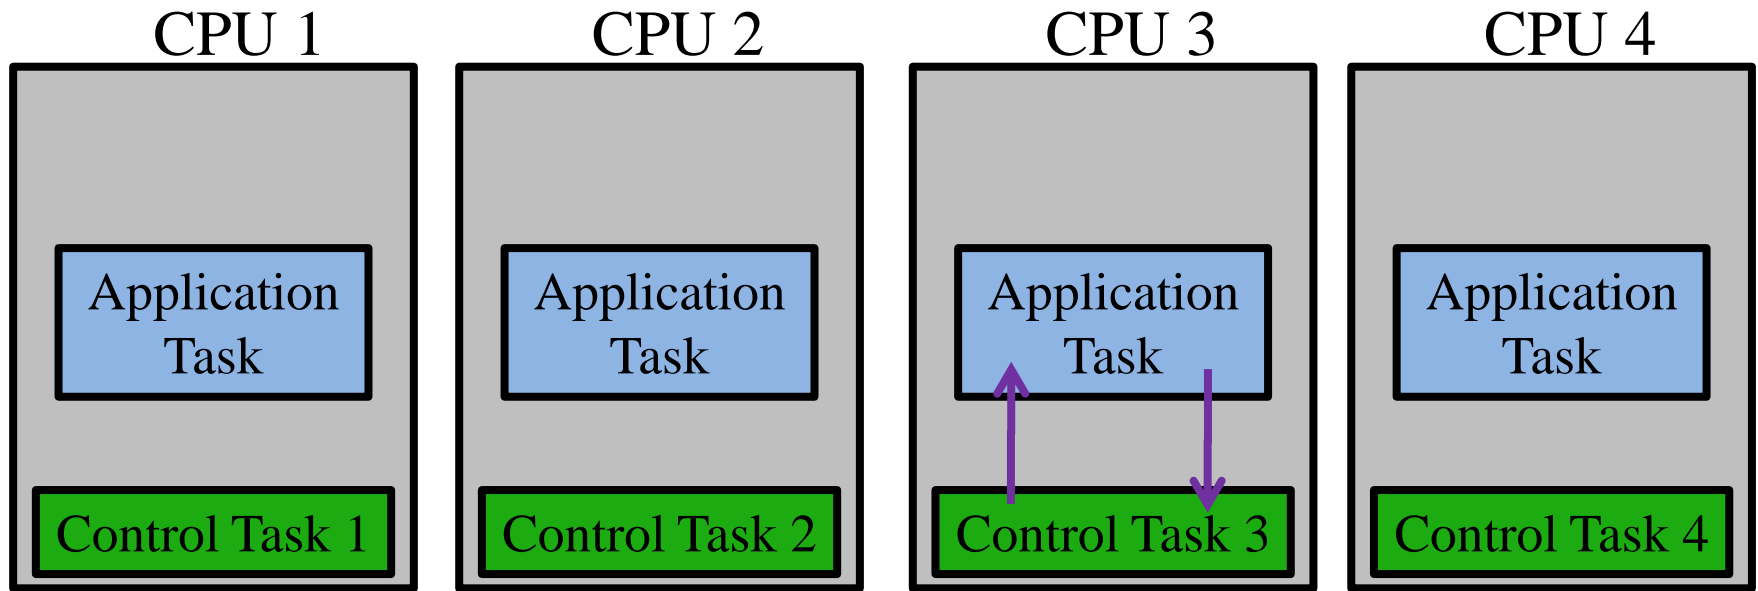 CPU 1
CPU 2
CPU 3
CPU 4
Application
Task
Application
Task
Application
Task
Application
Task
Control Task 1
Control Task 2
Control Task 3
Control Task 4